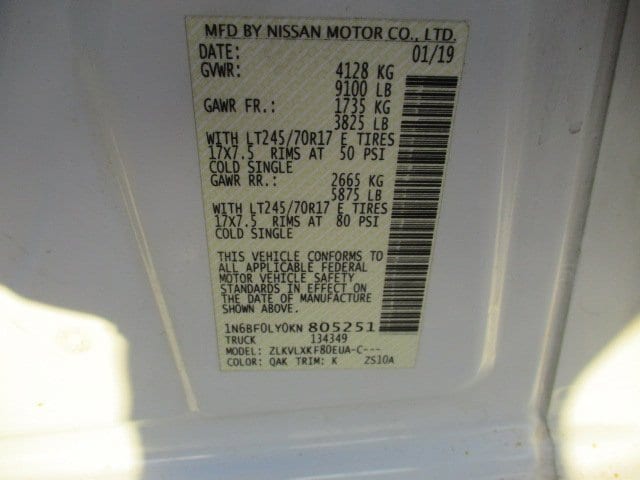 MFD BY NISSAN MOTOR CO., LTD.
DATE: 01/19
GVWR: 4128 KG
9100 LB
GAWR FR.: 1735 KG
3825 LB
WITH LT245/70R17 E TIRES
17X7.5 RIMS AT 50 PSI
COLD SINGLE
GAWR RR.: 2665 KG
5875 LB
WITH LT245/70R17 E TIRES
17X7.5 RIMS AT 80 PSI
COLD SINGLE
THIS VEHICLE CONFORMS TO
ALL APPLICABLE FEDERAL
MOTOR VEHICLE SAFETY
STANDARDS IN EFFECT ON
THE DATE OF MANUFACTURE
SHOWN ABOVE.
1N6BF0LY0KN 805251
TRUCK 134349
MODEL: ZLKVLXKF80EUA-C---
COLOR: QAK TRIM: K ZS10A